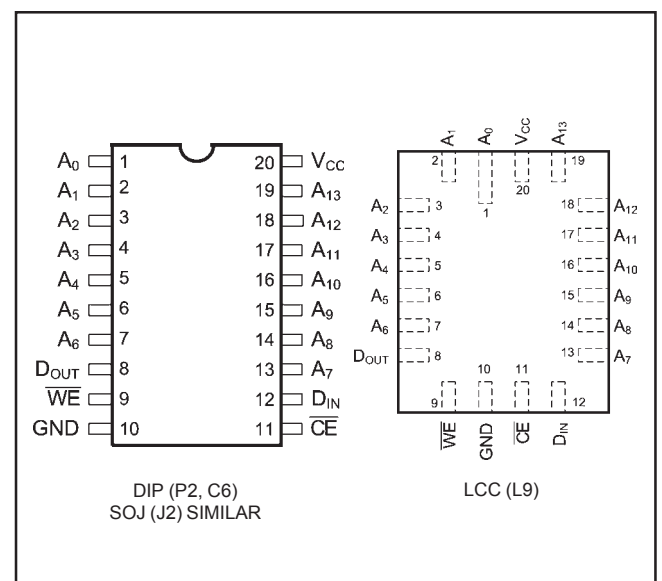 A0 1 20 VCC
A1 2 19 A13
A2 3 18 A12
A3 4 17 A11
A4 5 16 A10
A5 6 15 A9
A6 7 14 A8
DOUT 8 13 A7
W̅E̅ 9 12 DIN
GND 10 11 C̅E̅
DIP (P2, C6)
SOJ (J2) SIMILAR
A1 A0 VCC A13
2 1 20 19
A2 3 18 A12
A3 4 17 A11
A4 5 16 A10
A5 6 15 A9
A6 7 14 A8
DOUT 8 13 A7
9 10 11 12
W̅E̅ GND C̅E̅ DIN
LCC (L9)